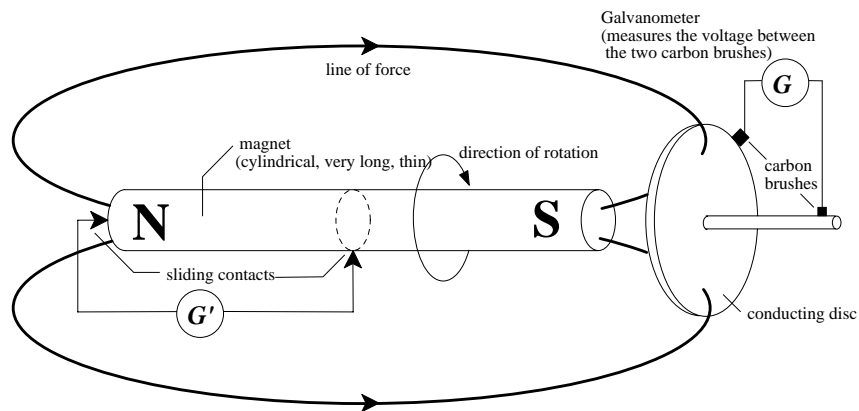 Galvanometer
(measures the voltage between
the two carbon brushes)
G
line of force
magnet
(cylindrical, very long, thin)
direction of rotation
carbon
brushes
N
S
sliding contacts
G'
conducting disc